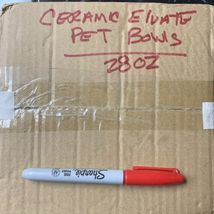 CERAMIC ElVATE
PET BOWlS
28OZ
Sharpie